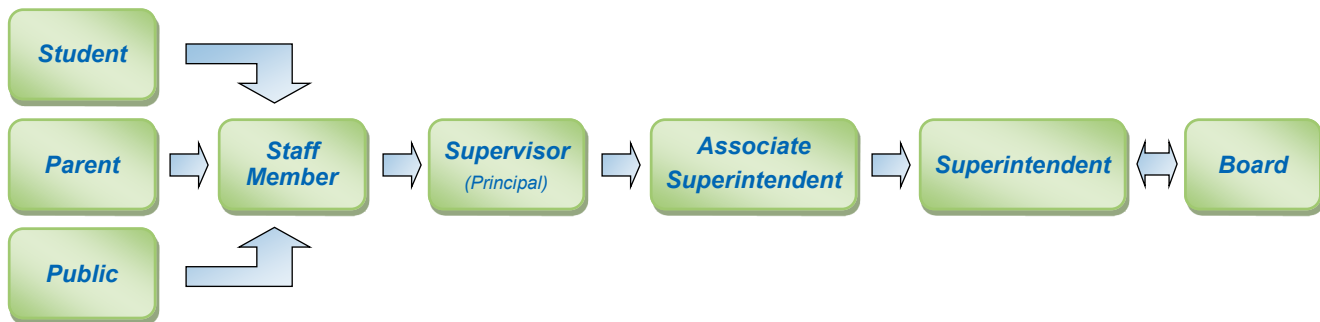 Student
Parent
Public
Staff
Member
Supervisor
(Principal)
Associate
Superintendent
Superintendent
Board